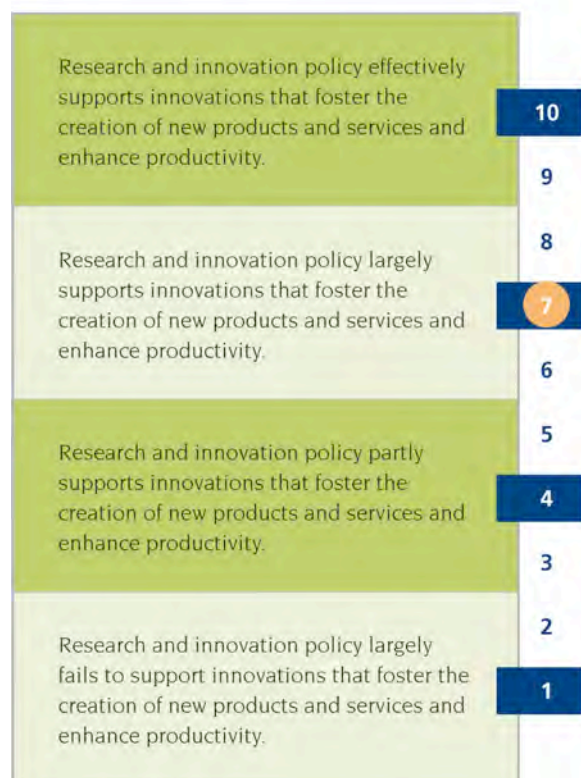 Research and innovation policy effectively
supports innovations that foster the
creation of new products and services and
enhance productivity.
10
9
8
Research and innovation policy largely
supports innovations that foster the
creation of new products and services and
enhance productivity.
7
6
5
Research and innovation policy partly
supports innovations that foster the
creation of new products and services and
enhance productivity.
4
3
2
Research and innovation policy largely
fails to support innovations that foster the
creation of new products and services and
enhance productivity.
1